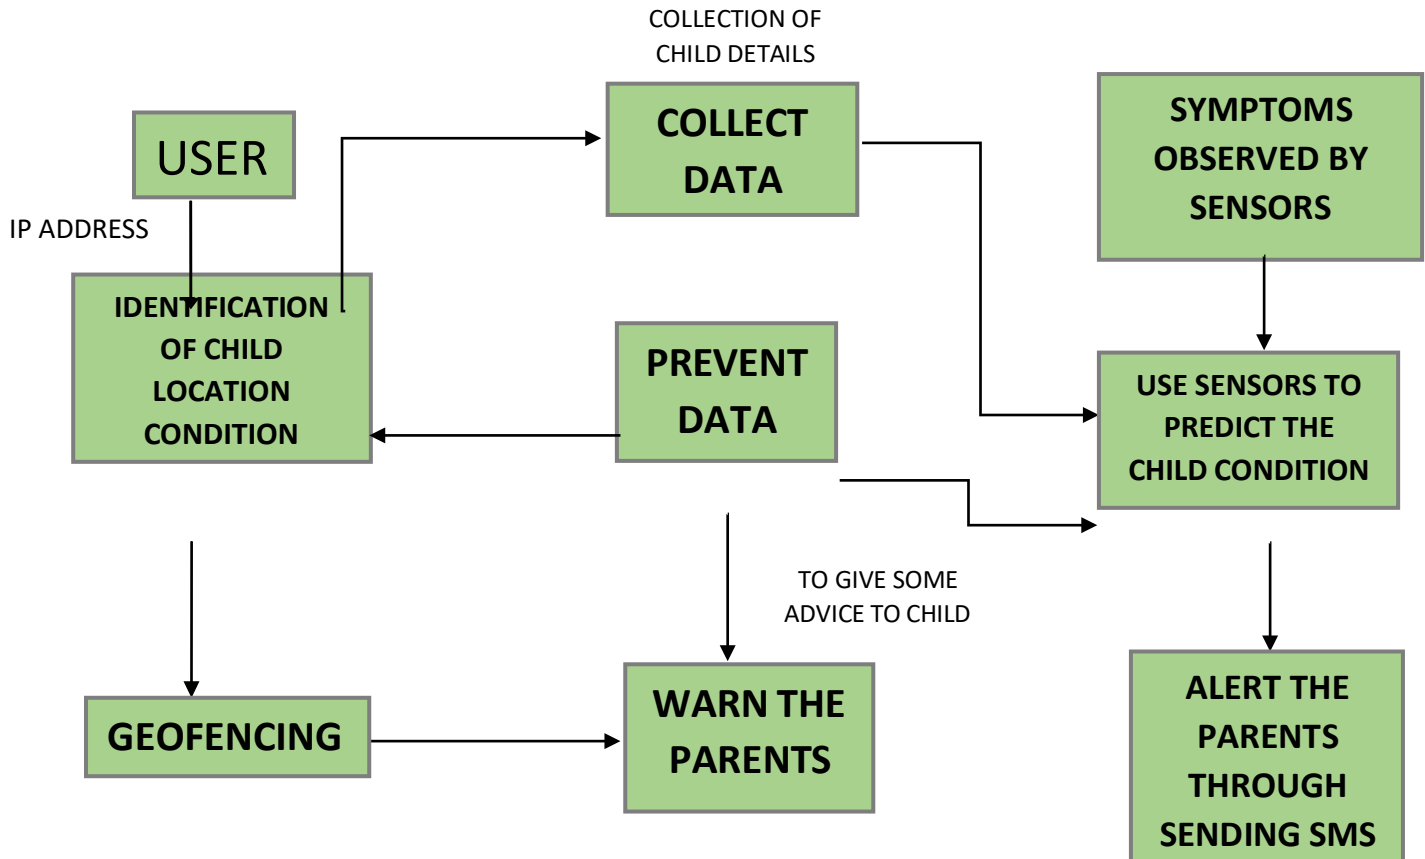 COLLECTION OF
CHILD DETAILS
USER
COLLECT
DATA
SYMPTOMS
OBSERVED BY
SENSORS
IP ADDRESS
IDENTIFICATION
OF CHILD
LOCATION
CONDITION
PREVENT
DATA
USE SENSORS TO
PREDICT THE
CHILD CONDITION
TO GIVE SOME
ADVICE TO CHILD
GEOFENCING
WARN THE
PARENTS
ALERT THE
PARENTS
THROUGH
SENDING SMS